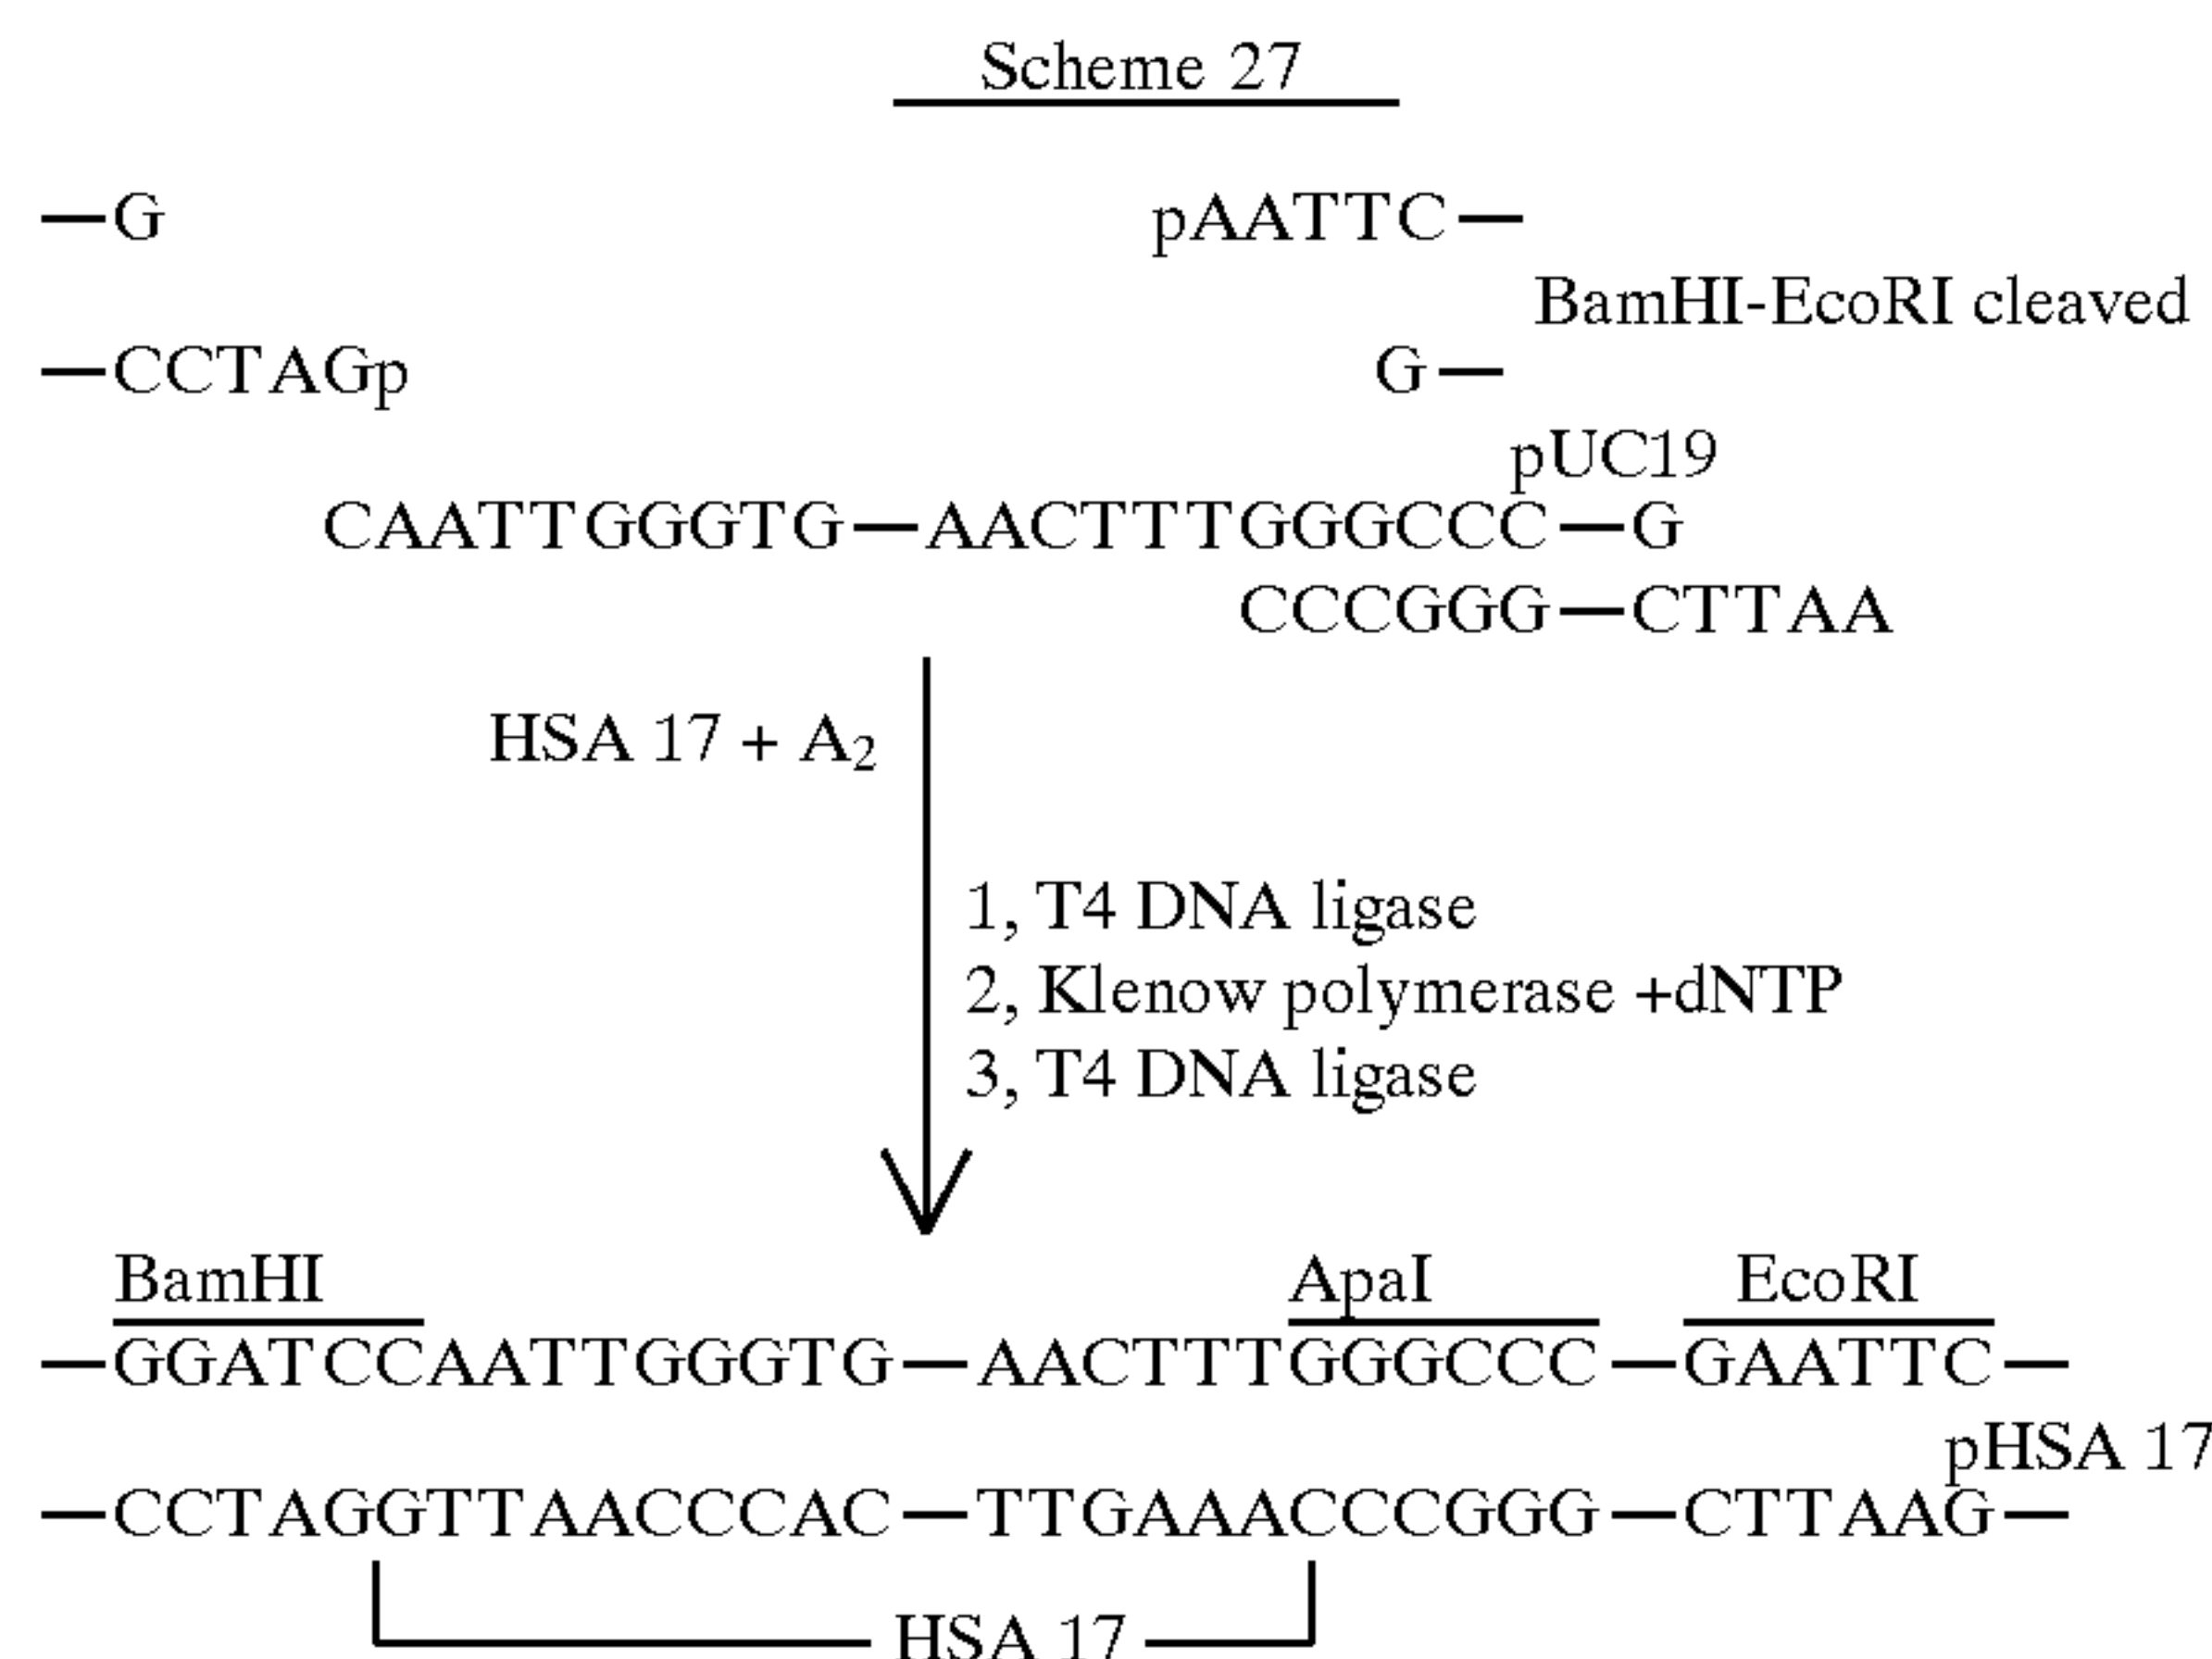 Scheme 27
—G pAATTC—
BamHI-EcoRI cleaved
—CCTAGp G—
pUC19
CAATTGGGTG—AACTTTGGGCCC—G
CCCGGG—CTTAA
HSA 17 + A₂
1, T4 DNA ligase
2, Klenow polymerase +dNTP
3, T4 DNA ligase
BamHI ApaI EcoRI
—GGATCCAATTGGGTG—AACTTTGGGCCC—GAATTC—
pHSA 17
—CCTAGGTTAACCCAC—TTGAAACCCGGG—CTTAAG—
HSA 17